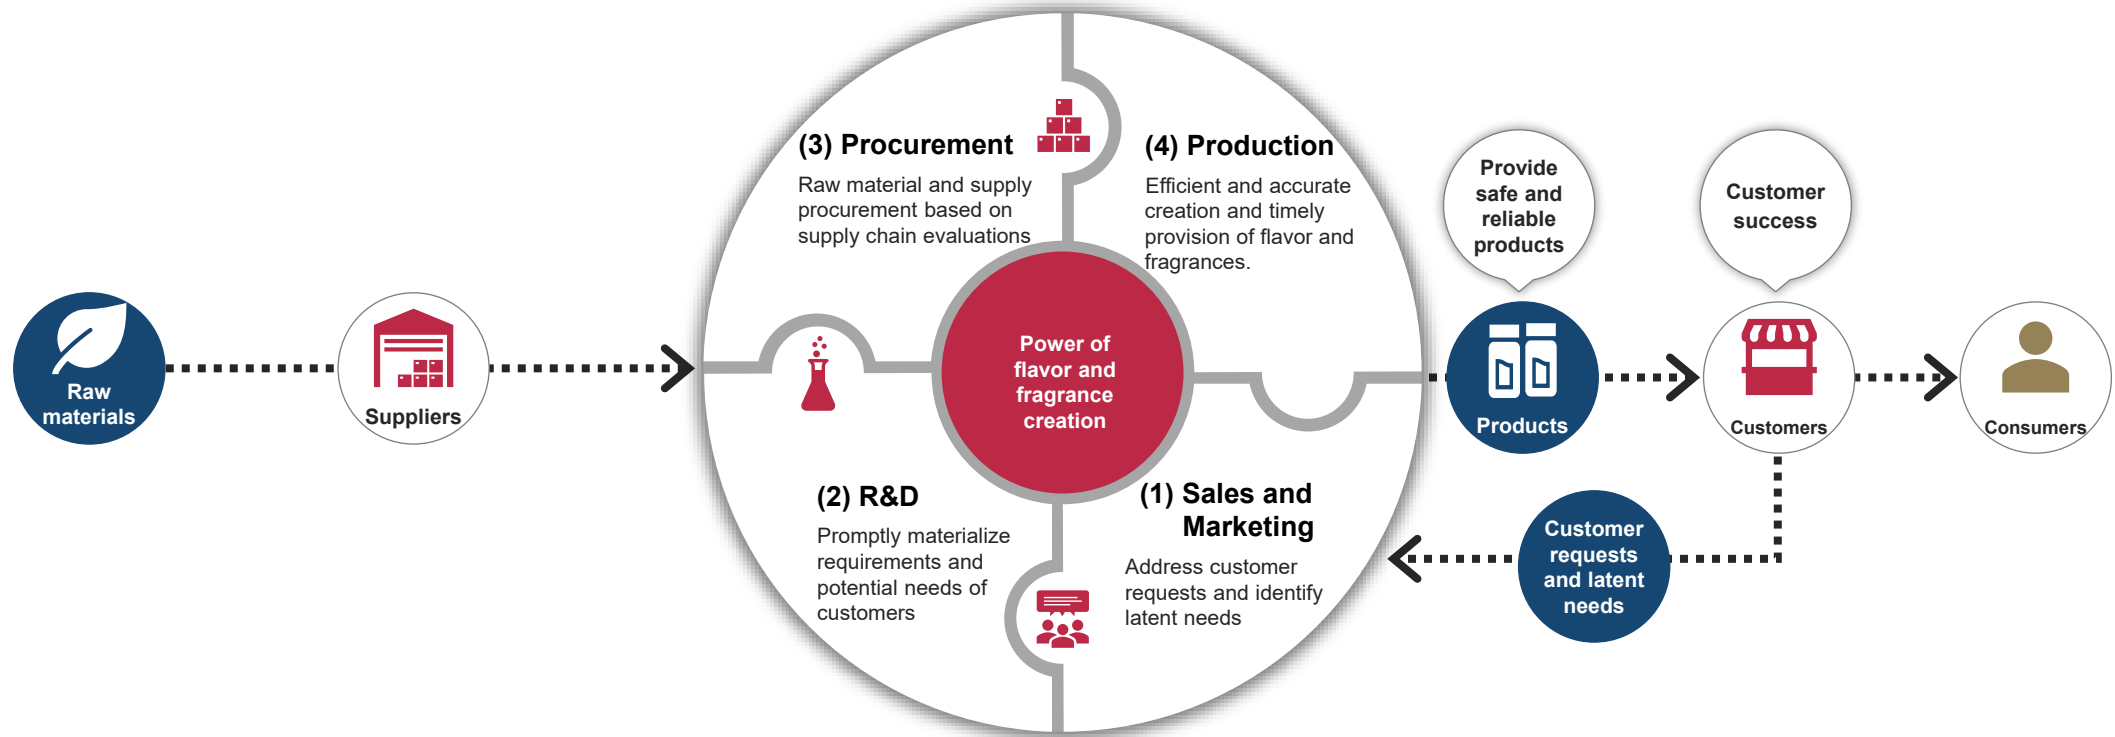 Raw
materials
Suppliers
(3) Procurement
Raw material and supply
procurement based on
supply chain evaluations
(4) Production
Efficient and accurate
creation and timely
provision of flavor and
fragrances.
Power of
flavor and
fragrance
creation
(2) R&D
Promptly materialize
requirements and
potential needs of
customers
(1) Sales and
Marketing
Address customer
requests and identify
latent needs
Provide
safe and
reliable
products
Products
Customer
success
Customers
Consumers
Customer
requests
and latent
needs